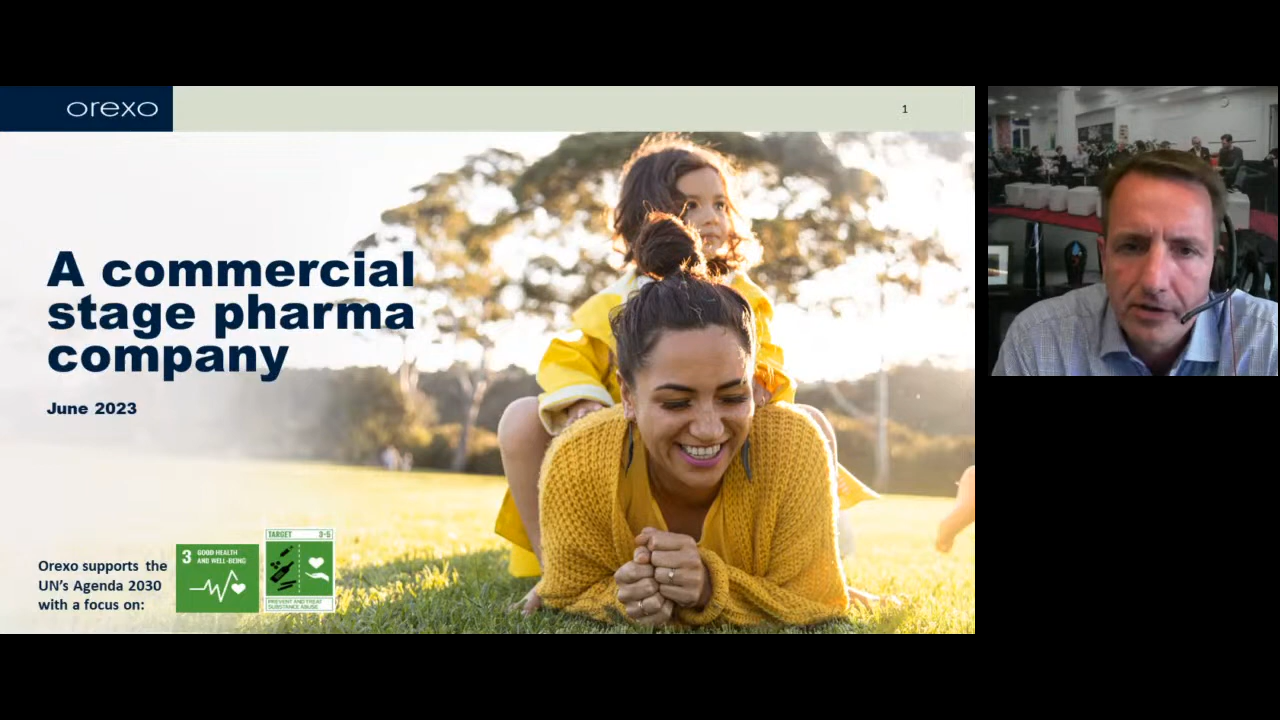 orexo
1
A commercial
stage pharma
company
June 2023
Orexo supports the
UN's Agenda 2030
with a focus on:
3 GOOD HEALTH
AND WELL-BEING
TARGET 3-5
PREVENT AND TREAT
SUBSTANCE ABUSE